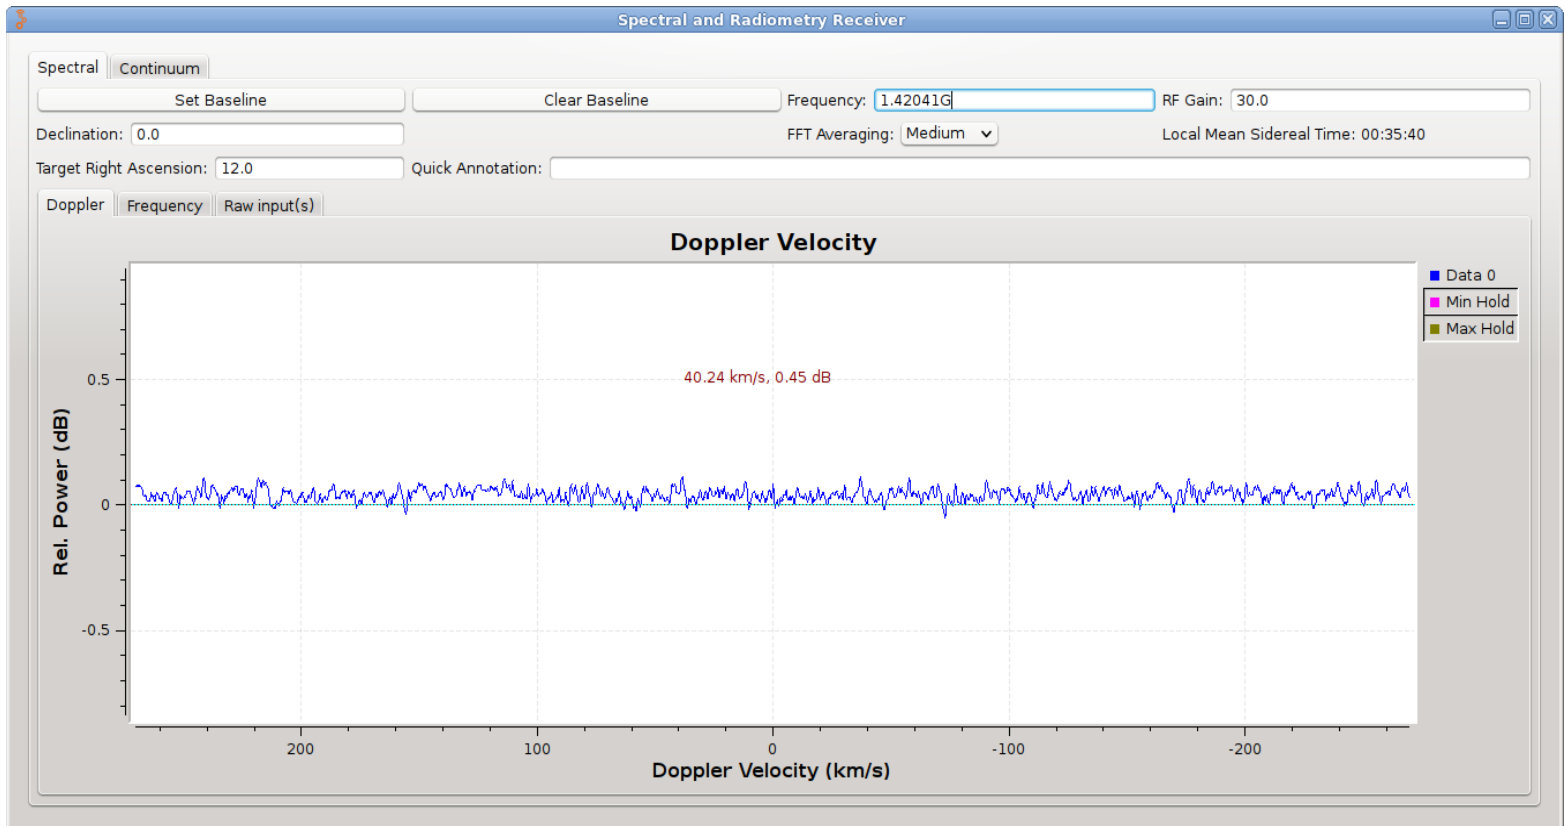 Spectral and Radiometry Receiver
Spectral Continuum
Set Baseline Clear Baseline Frequency: 1.42041G RF Gain: 30.0
Declination: 0.0 FFT Averaging: Medium Local Mean Sidereal Time: 00:35:40
Target Right Ascension: 12.0 Quick Annotation:
Doppler Frequency Raw input(s)
Doppler Velocity
Data 0
Min Hold
Max Hold
40.24 km/s, 0.45 dB
0.5
0
-0.5
Rel. Power (dB)
200 100 0 -100 -200
Doppler Velocity (km/s)